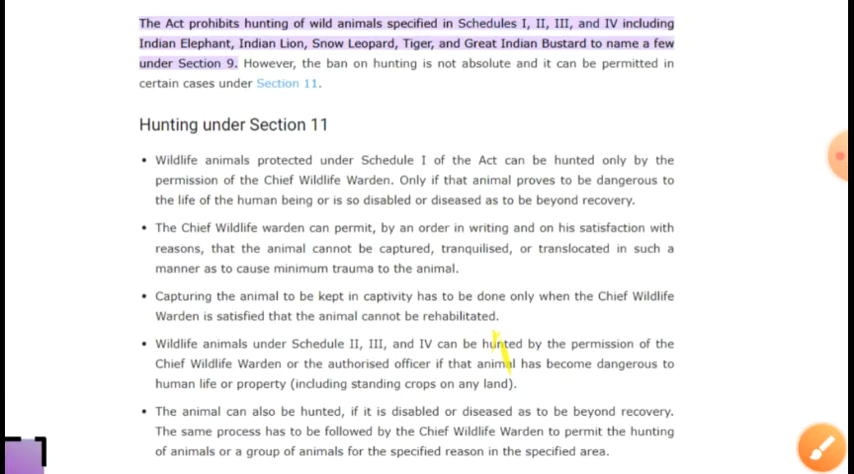 The Act prohibits hunting of wild animals specified in Schedules I, II, III, and IV including
Indian Elephant, Indian Lion, Snow Leopard, Tiger, and Great Indian Bustard to name a few
under Section 9. However, the ban on hunting is not absolute and it can be permitted in
certain cases under Section 11.
Hunting under Section 11
• Wildlife animals protected under Schedule I of the Act can be hunted only by the
permission of the Chief Wildlife Warden. Only if that animal proves to be dangerous to
the life of the human being or is so disabled or diseased as to be beyond recovery.
• The Chief Wildlife warden can permit, by an order in writing and on his satisfaction with
reasons, that the animal cannot be captured, tranquilised, or translocated in such a
manner as to cause minimum trauma to the animal.
• Capturing the animal to be kept in captivity has to be done only when the Chief Wildlife
Warden is satisfied that the animal cannot be rehabilitated.
• Wildlife animals under Schedule II, III, and IV can be hunted by the permission of the
Chief Wildlife Warden or the authorised officer if that animal has become dangerous to
human life or property (including standing crops on any land).
• The animal can also be hunted, if it is disabled or diseased as to be beyond recovery.
The same process has to be followed by the Chief Wildlife Warden to permit the hunting
of animals or a group of animals for the specified reason in the specified area.